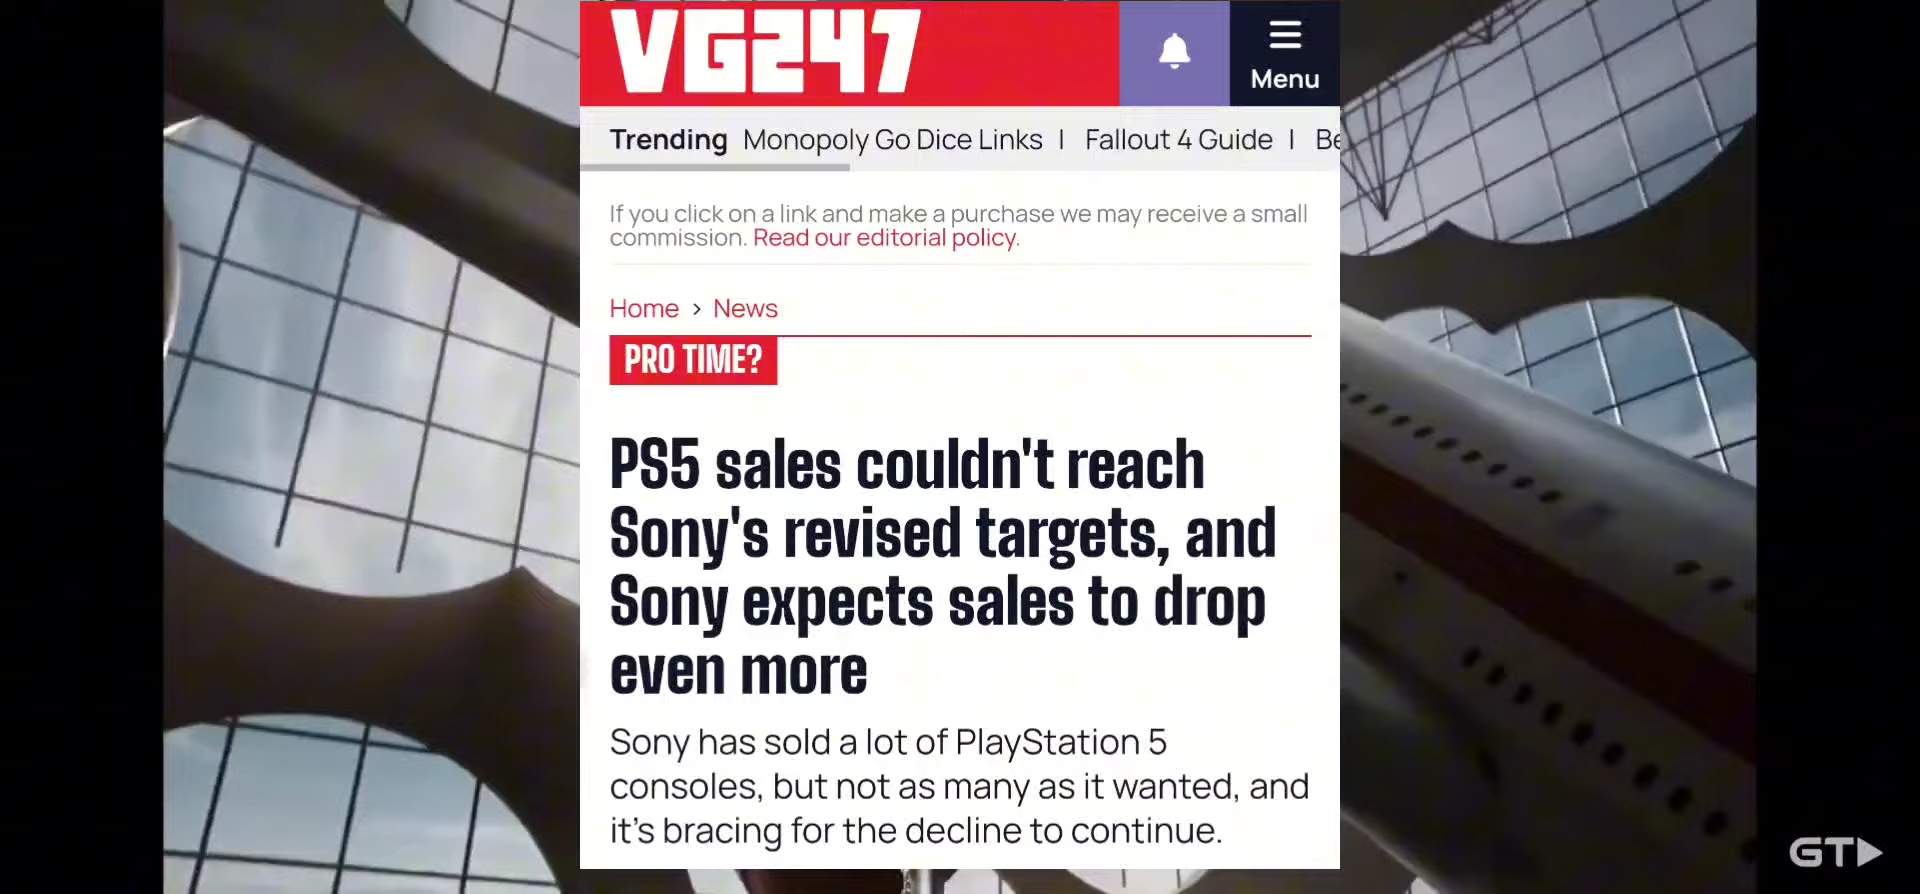 VG247
Menu
Trending Monopoly Go Dice Links | Fallout 4 Guide | Be
If you click on a link and make a purchase we may receive a small
commission. Read our editorial policy.
Home > News
PRO TIME?
PS5 sales couldn't reach
Sony's revised targets, and
Sony expects sales to drop
even more
Sony has sold a lot of PlayStation 5
consoles, but not as many as it wanted, and
it's bracing for the decline to continue.
GT